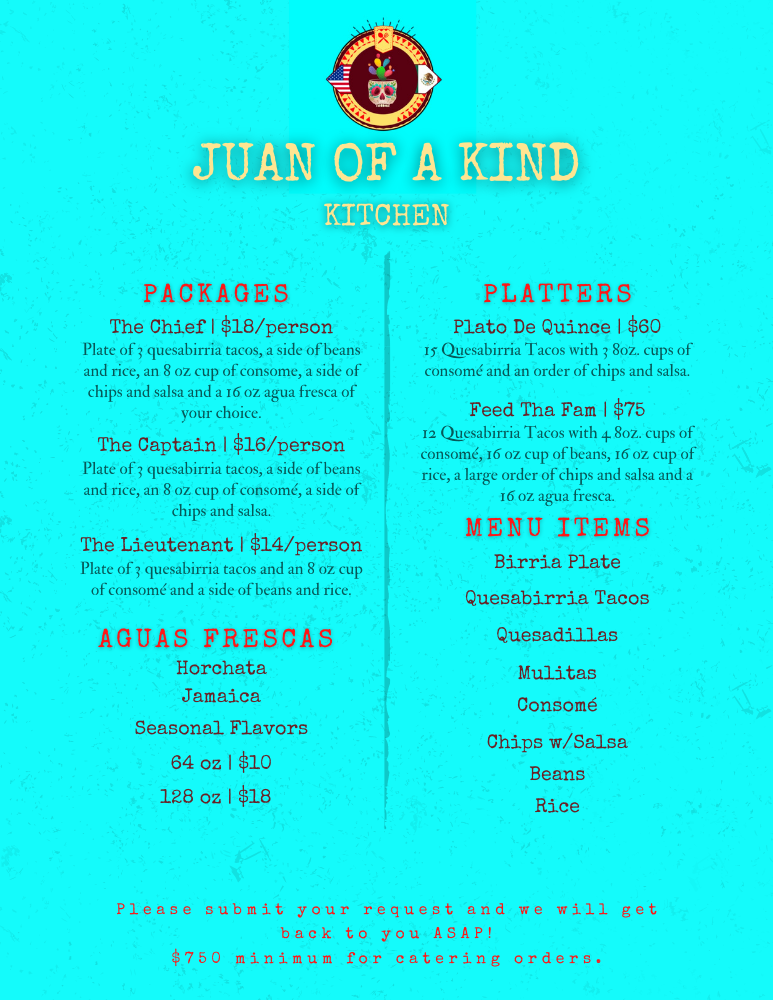 JUAN OF A KIND
KITCHEN
PACKAGES
The Chief | $18/person
Plate of 3 quesabirria tacos, a side of beans
and rice, an 8 oz cup of consome, a side of
chips and salsa and a 16 oz agua fresca of
your choice.
The Captain | $16/person
Plate of 3 quesabirria tacos, a side of beans
and rice, an 8 oz cup of consomé, a side of
chips and salsa.
The Lieutenant | $14/person
Plate of 3 quesabirria tacos and an 8 oz cup
of consomé and a side of beans and rice.
AGUAS FRESCAS
Horchata
Jamaica
Seasonal Flavors
64 oz | $10
128 oz | $18
PLATTERS
Plato De Quince | $60
15 Quesabirria Tacos with 3 8oz. cups of
consomé and an order of chips and salsa.
Feed Tha Fam | $75
12 Quesabirria Tacos with 4 8oz. cups of
consomé, 16 oz cup of beans, 16 oz cup of
rice, a large order of chips and salsa and a
16 oz agua fresca.
MENU ITEMS
Birria Plate
Quesabirria Tacos
Quesadillas
Mulitas
Consomé
Chips w/Salsa
Beans
Rice
Please submit your request and we will get
back to you ASAP!
$750 minimum for catering orders.